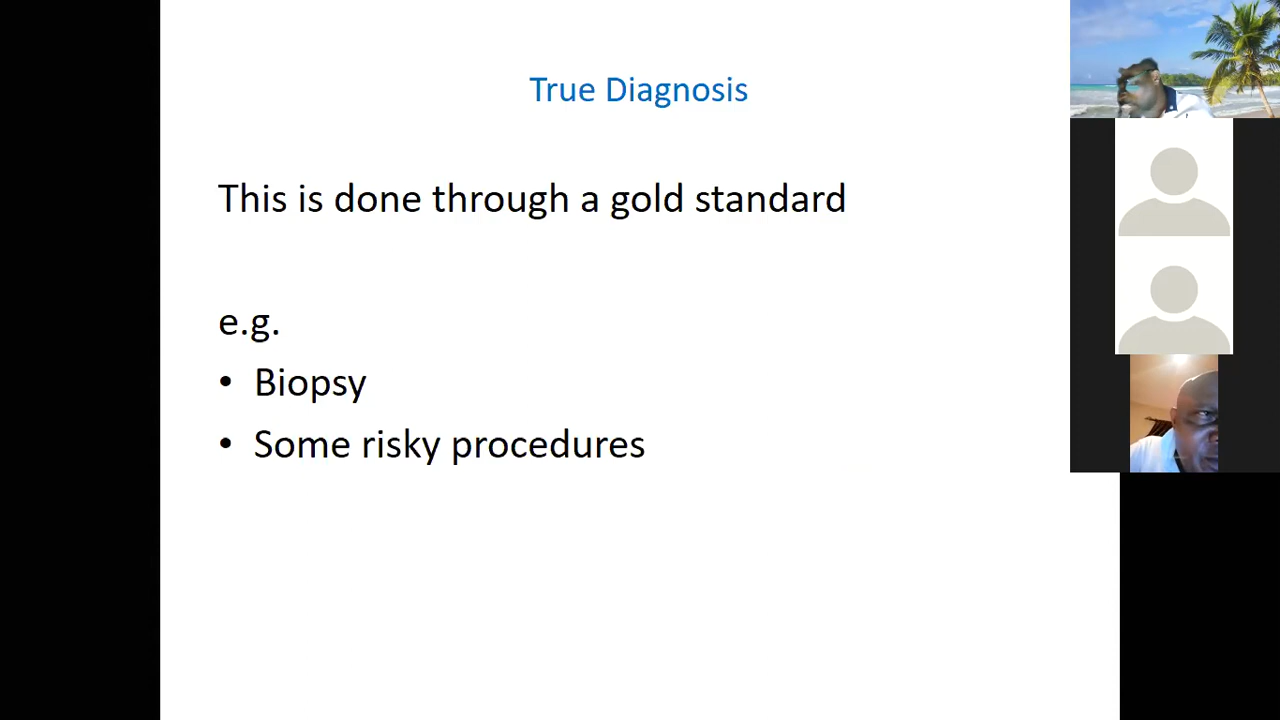 True Diagnosis
This is done through a gold standard
e.g.
• Biopsy
• Some risky procedures